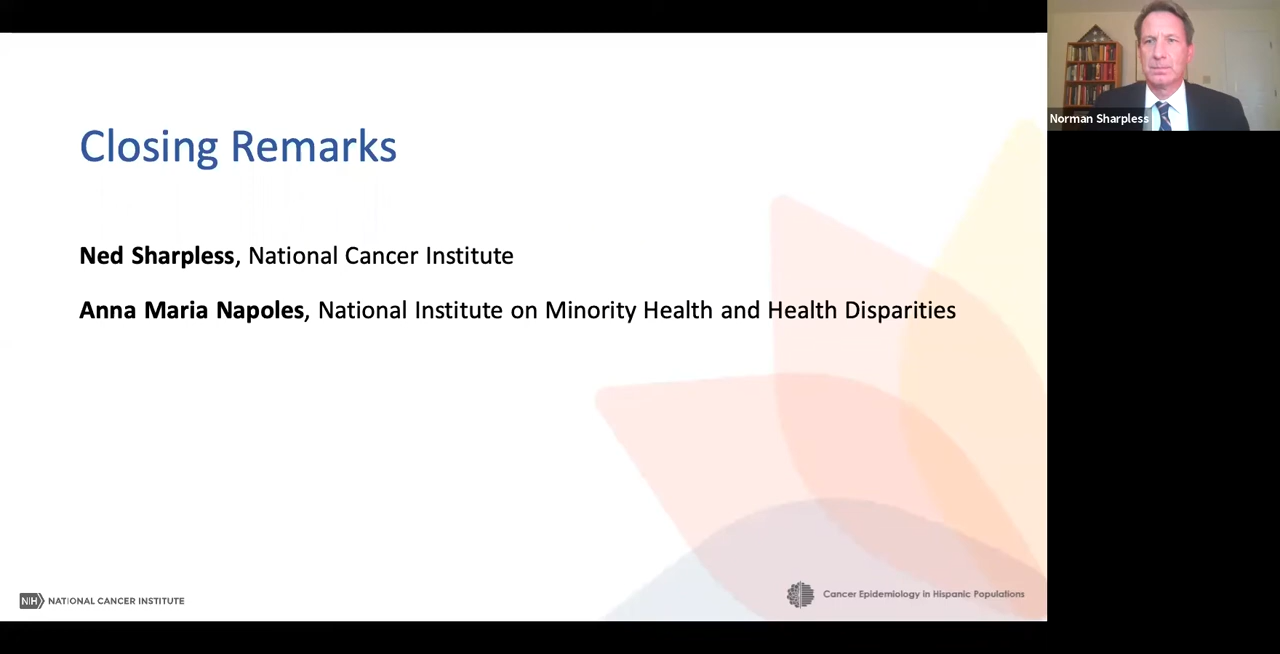 Closing Remarks
Ned Sharpless, National Cancer Institute
Anna Maria Napoles, National Institute on Minority Health and Health Disparities
NIH NATIONAL CANCER INSTITUTE
Cancer Epidemiology in Hispanic Populations
Norman Sharpless